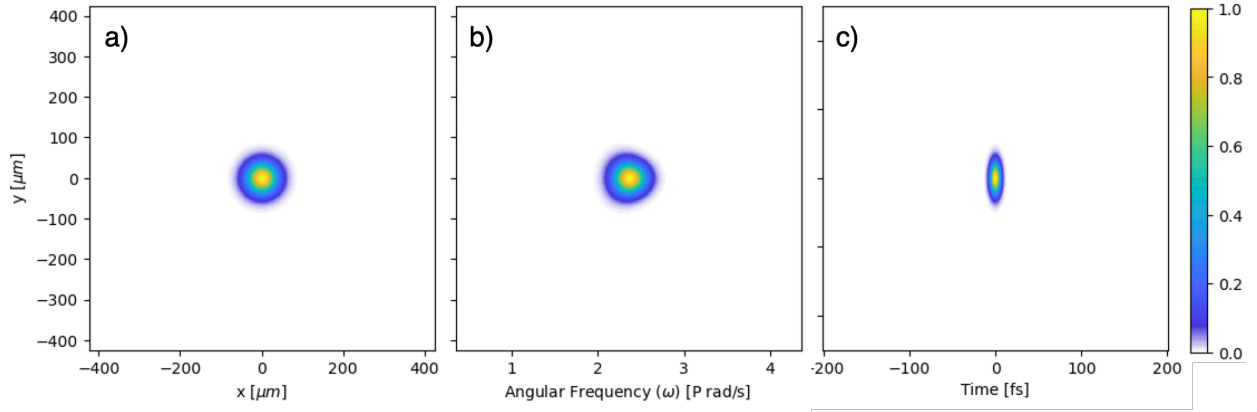 a)
b)
c)
400
300
200
100
0
−100
−200
−300
−400
y [μm]
−400 −200 0 200 400
x [μm]
1 2 3 4
Angular Frequency (ω) [P rad/s]
-200 −100 0 100 200
Time [fs]
1.0
0.8
0.6
0.4
0.2
0.0